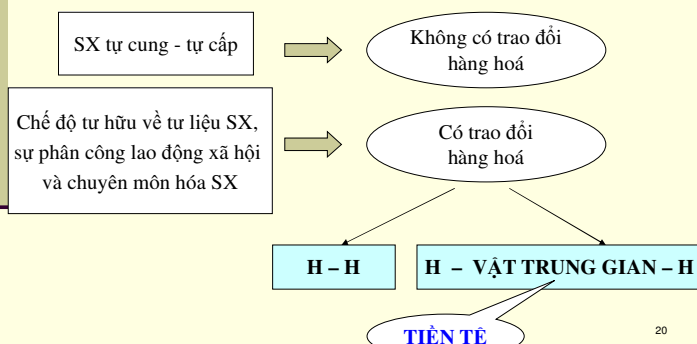 SX tự cung - tự cấp
Không có trao đổi
hàng hoá
Chế độ tư hữu về tư liệu SX,
sự phân công lao động xã hội
và chuyên môn hóa SX
Có trao đổi
hàng hoá
H – H
H – VẬT TRUNG GIAN – H
TIỀN TỆ
20